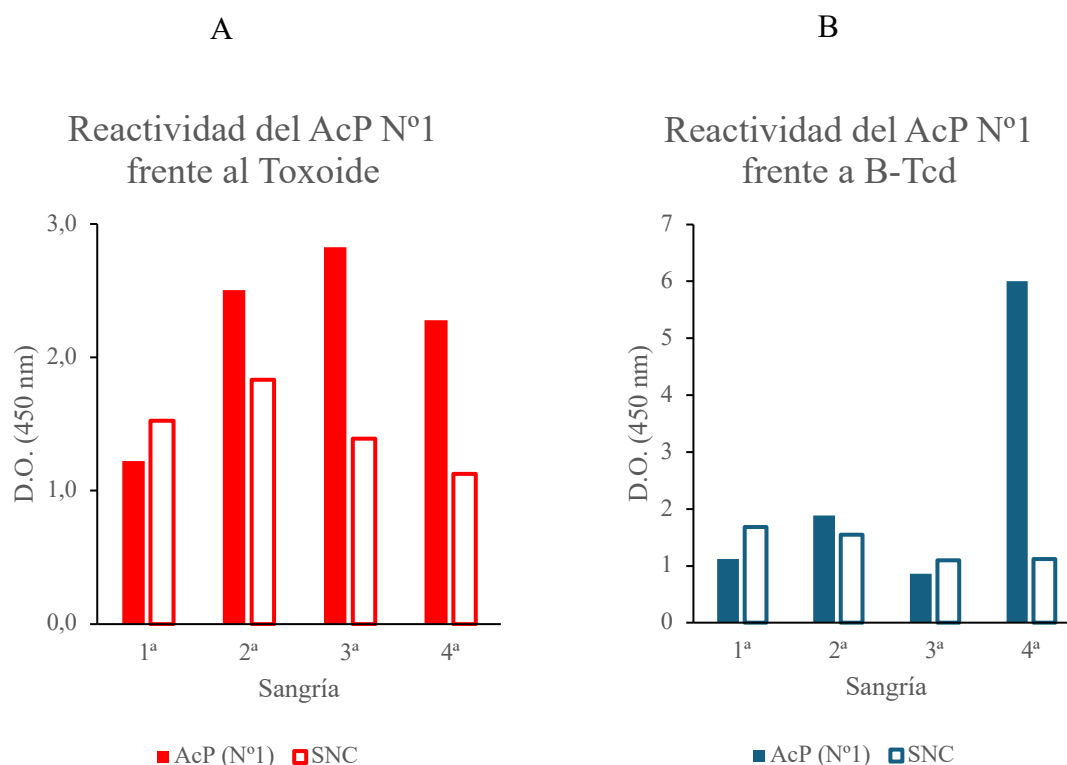 A
B
Reactividad del AcP Nº1
frente al Toxoide
3,0
2,0
1,0
0,0
D.O. (450 nm)
1ª 2ª 3ª 4ª
Sangría
AcP (Nº1) SNC
Reactividad del AcP Nº1
frente a B-Tcd
7
6
5
4
3
2
1
0
D.O. (450 nm)
1ª 2ª 3ª 4ª
Sangría
AcP (Nº1) SNC